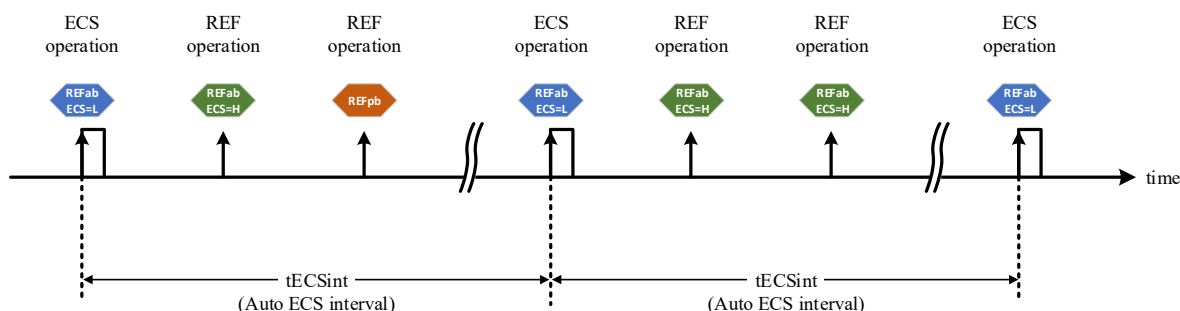 ECS
operation
REF
operation
REF
operation
ECS
operation
REF
operation
REF
operation
ECS
operation
REFab
ECS=L
REFab
ECS=H
REFpb
REFab
ECS=L
REFab
ECS=H
REFab
ECS=H
REFab
ECS=L
time
tECSint
(Auto ECS interval)
tECSint
(Auto ECS interval)